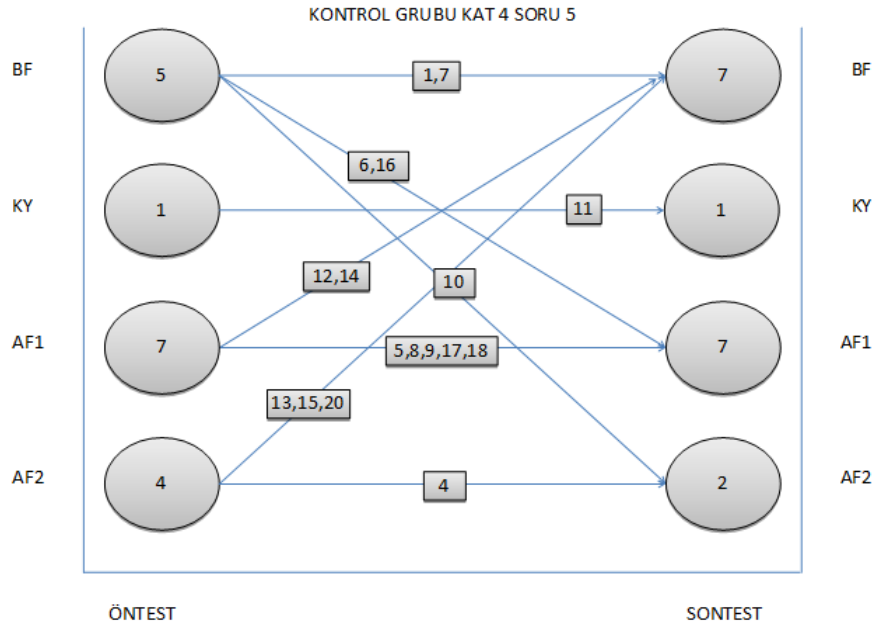 KONTROL GRUBU KAT 4 SORU 5
BF 5 1,7 7 BF
6,16
KY 1 11 1 KY
12,14 10
AF1 7 5,8,9,17,18 7 AF1
13,15,20
AF2 4 4 2 AF2
ÖNTEST SONTEST